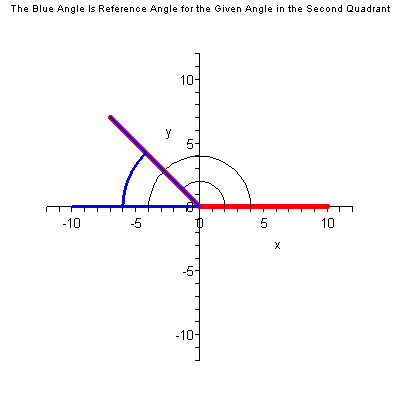 The Blue Angle Is Reference Angle for the Given Angle in the Second Quadrant
10
y
5
0
-10 -5 0 5 10
x
-5
-10